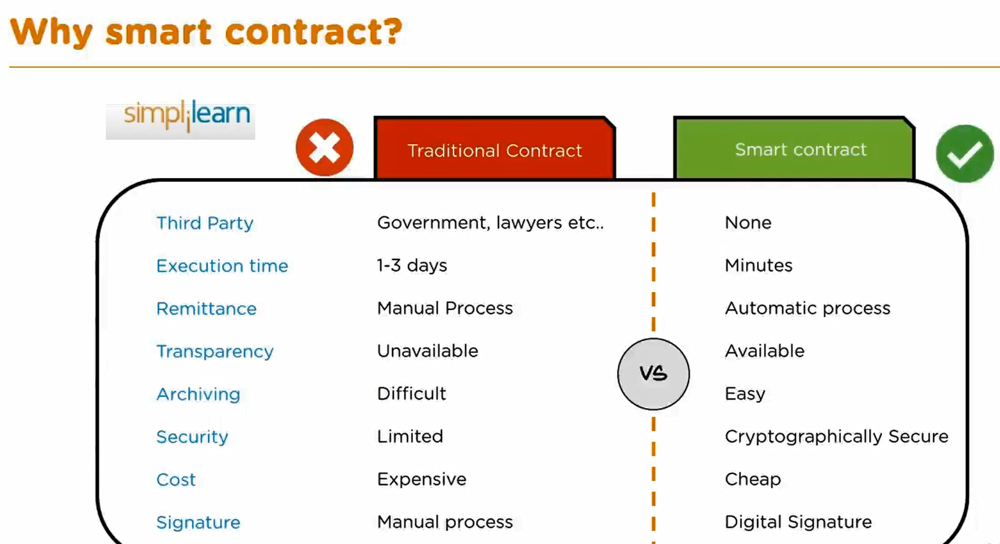 Why smart contract?
simplilearn
Traditional Contract Smart contract
Third Party Government, lawyers etc.. None
Execution time 1-3 days Minutes
Remittance Manual Process Automatic process
Transparency Unavailable Available
VS
Archiving Difficult Easy
Security Limited Cryptographically Secure
Cost Expensive Cheap
Signature Manual process Digital Signature